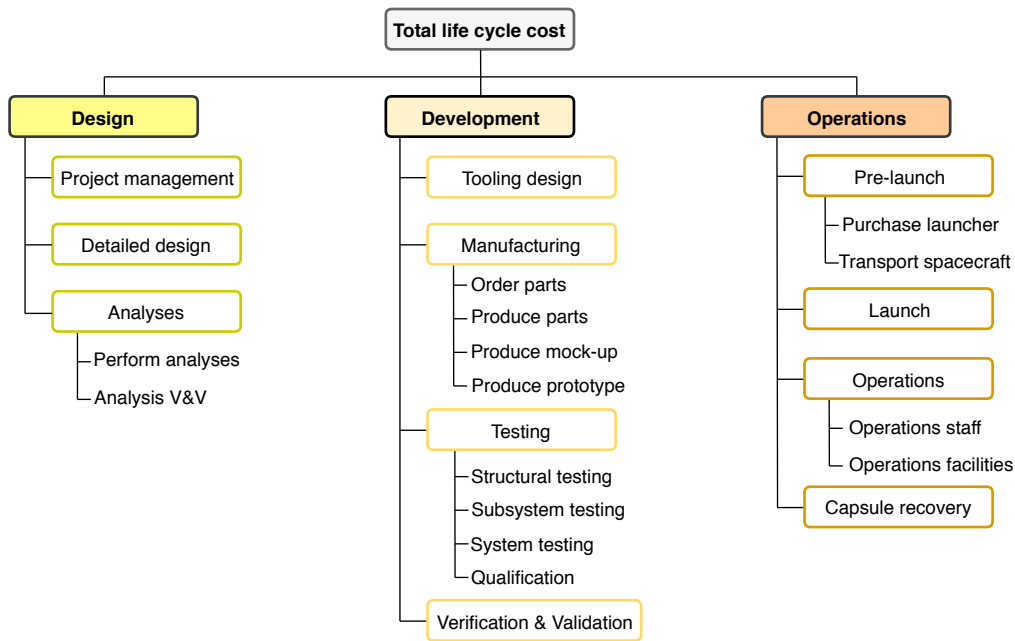 Total life cycle cost
Design
Project management
Detailed design
Analyses
Perform analyses
Analysis V&V
Development
Tooling design
Manufacturing
Order parts
Produce parts
Produce mock-up
Produce prototype
Testing
Structural testing
Subsystem testing
System testing
Qualification
Verification & Validation
Operations
Pre-launch
Purchase launcher
Transport spacecraft
Launch
Operations
Operations staff
Operations facilities
Capsule recovery